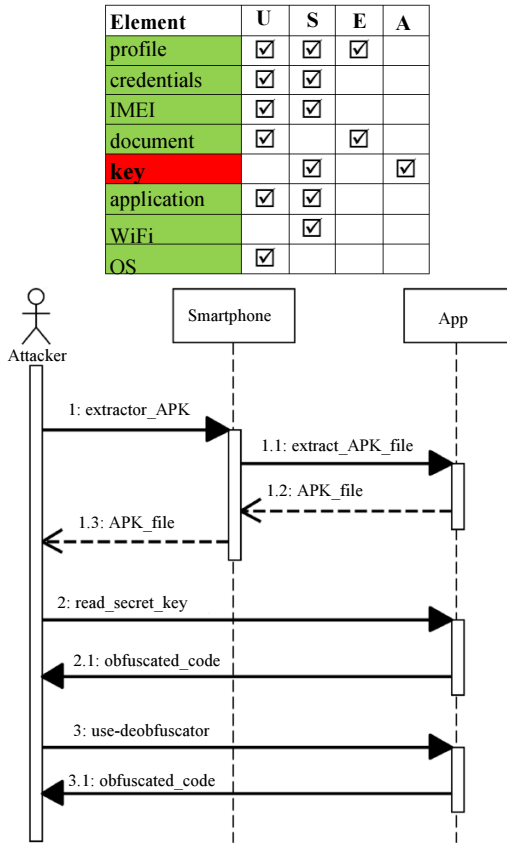 Element U S E A
profile ☑ ☑ ☑
credentials ☑ ☑
IMEI ☑ ☑
document ☑ ☑
key ☑ ☑
application ☑ ☑
WiFi ☑
OS ☑
Smartphone
App
Attacker
1: extractor_APK
1.1: extract_APK_file
1.2: APK_file
1.3: APK_file
2: read_secret_key
2.1: obfuscated_code
3: use-deobfuscator
3.1: obfuscated_code